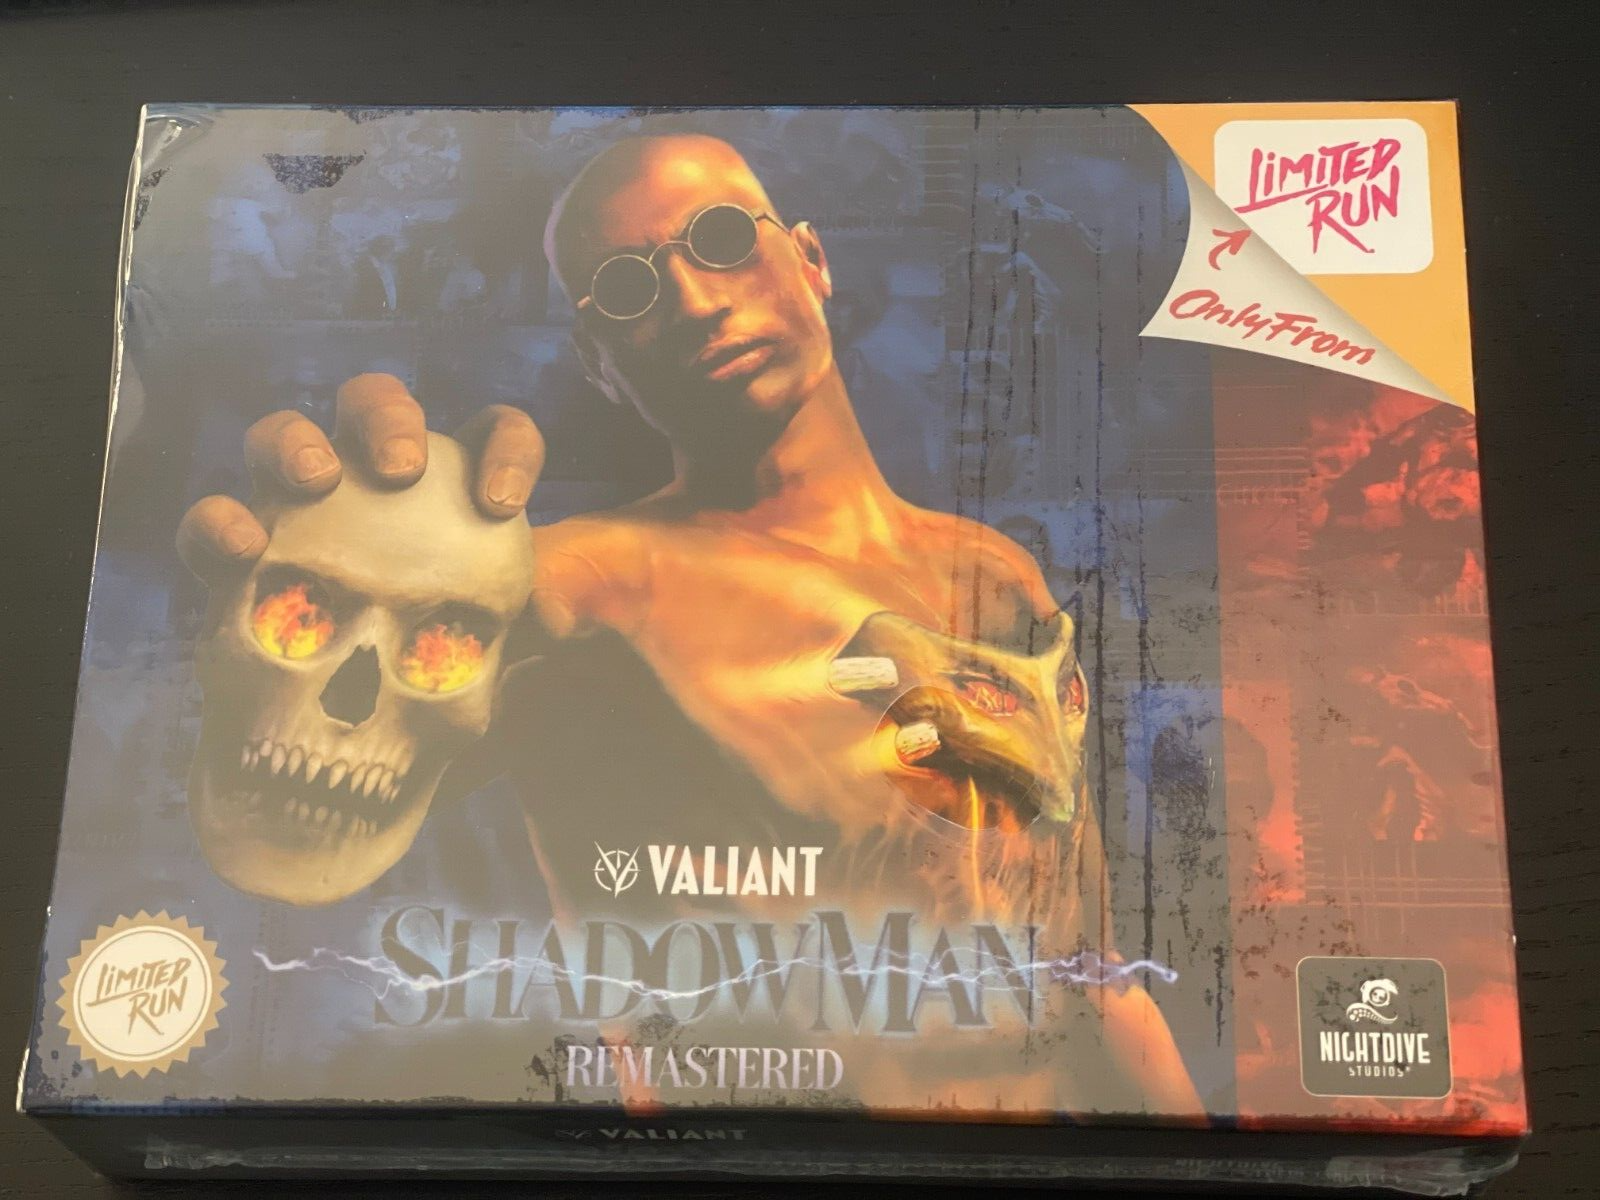 LIMITED
RUN
Only From
VALIANT
SHADOWMAN
REMASTERED
LIMITED
RUN
NIGHTDIVE
STUDIOS
VALIANT